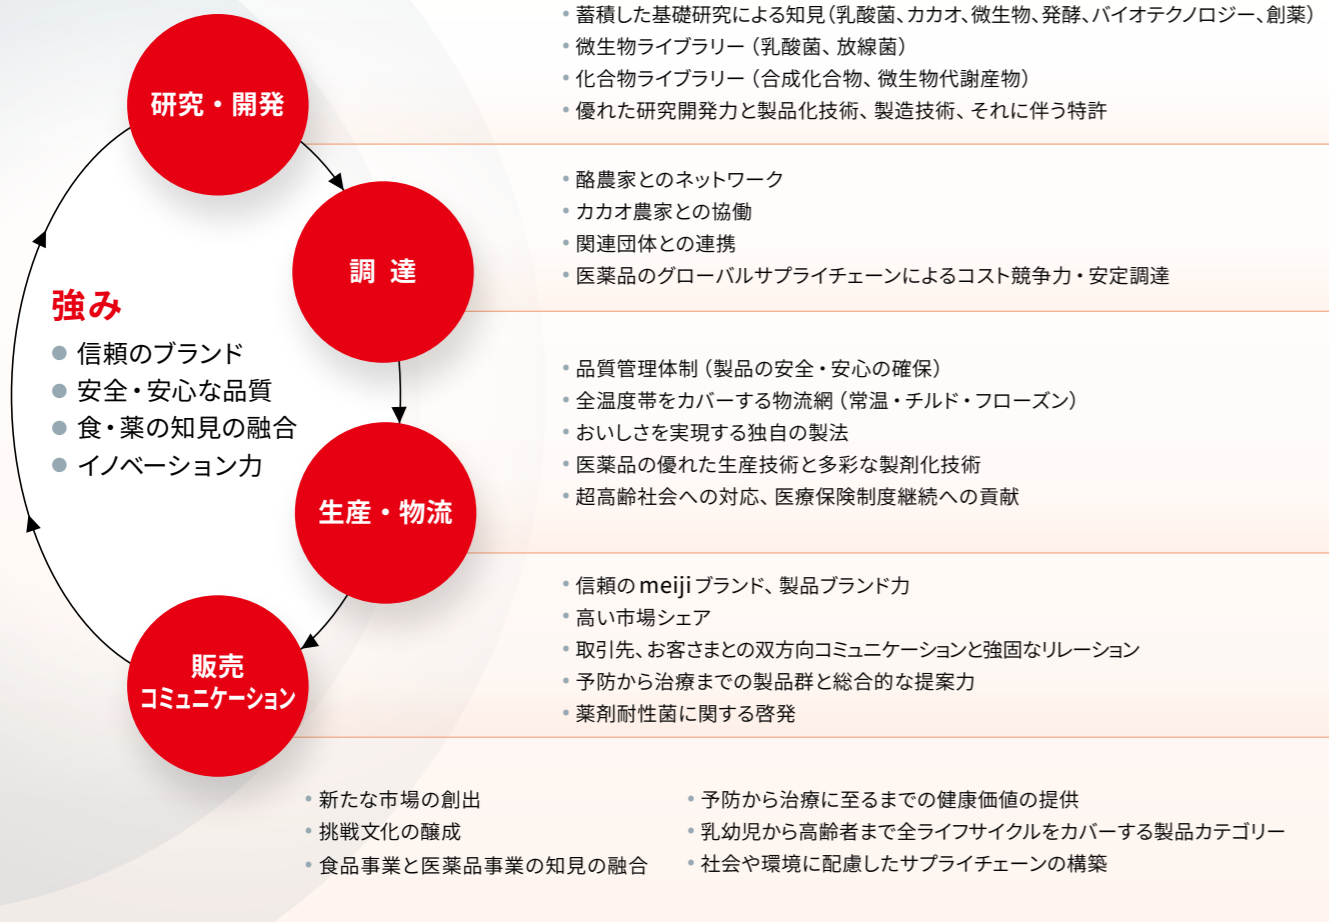 研究・開発
・蓄積した基礎研究による知見（乳酸菌、カカオ、微生物、発酵、バイオテクノロジー、創薬）
・微生物ライブラリー（乳酸菌、放線菌）
・化合物ライブラリー（合成化合物、微生物代謝産物）
・優れた研究開発力と製品化技術、製造技術、それに伴う特許
調達
・酪農家とのネットワーク
・カカオ農家との協働
・関連団体との連携
・医薬品のグローバルサプライチェーンによるコスト競争力・安定調達
強み
● 信頼のブランド
● 安全・安心な品質
● 食・薬の知見の融合
● イノベーション力
生産・物流
・品質管理体制（製品の安全・安心の確保）
・全温度帯をカバーする物流網（常温・チルド・フローズン）
・おいしさを実現する独自の製法
・医薬品の優れた生産技術と多彩な製剤化技術
・超高齢社会への対応、医療保険制度継続への貢献
販売
コミュニケーション
・信頼のmeijiブランド、製品ブランド力
・高い市場シェア
・取引先、お客さまとの双方向コミュニケーションと強固なリレーション
・予防から治療までの製品群と総合的な提案力
・薬剤耐性菌に関する啓発
・新たな市場の創出
・挑戦文化の醸成
・食品事業と医薬品事業の知見の融合
・予防から治療に至るまでの健康価値の提供
・乳幼児から高齢者まで全ライフサイクルをカバーする製品カテゴリー
・社会や環境に配慮したサプライチェーンの構築